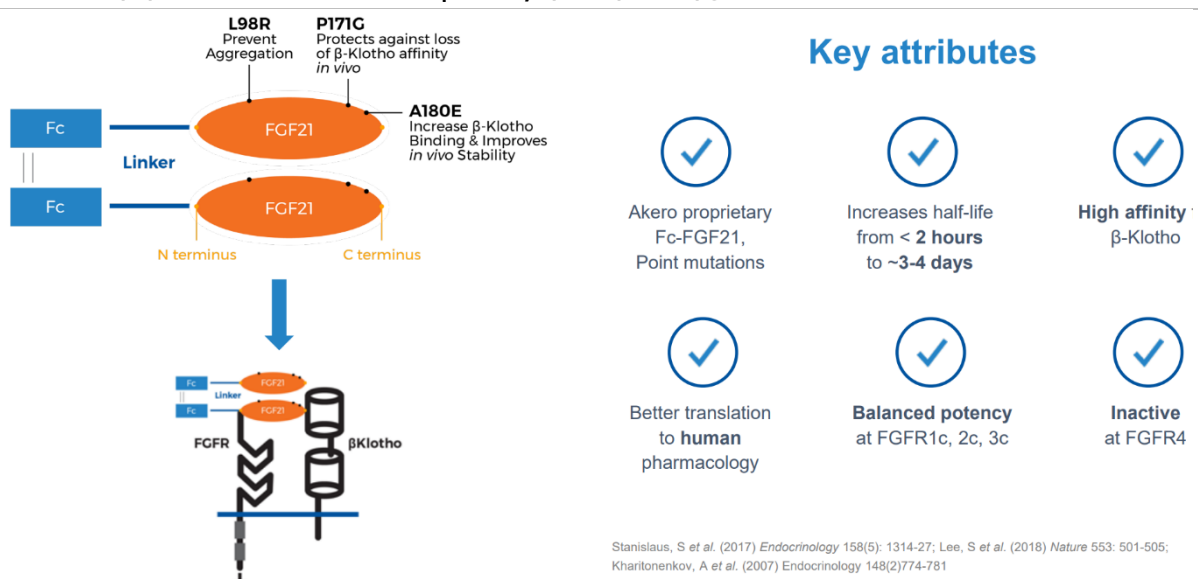 L98R
Prevent
Aggregation
P171G
Protects against loss
of β-Klotho affinity
in vivo
A180E
Increase β-Klotho
Binding & Improves
in vivo Stability
Fc
FGF21
Linker
Fc
FGF21
N terminus
C terminus
Fc
FGF21
Linker
Fc
FGF21
FGFR
βKlotho
Key attributes
Akero proprietary
Fc-FGF21,
Point mutations
Increases half-life
from < 2 hours
to ~3-4 days
High affinity
β-Klotho
Better translation
to human
pharmacology
Balanced potency
at FGFR1c, 2c, 3c
Inactive
at FGFR4
Stanislaus, S et al. (2017) Endocrinology 158(5): 1314-27; Lee, S et al. (2018) Nature 553: 501-505;
Kharitonenkov, A et al. (2007) Endocrinology 148(2)774-781